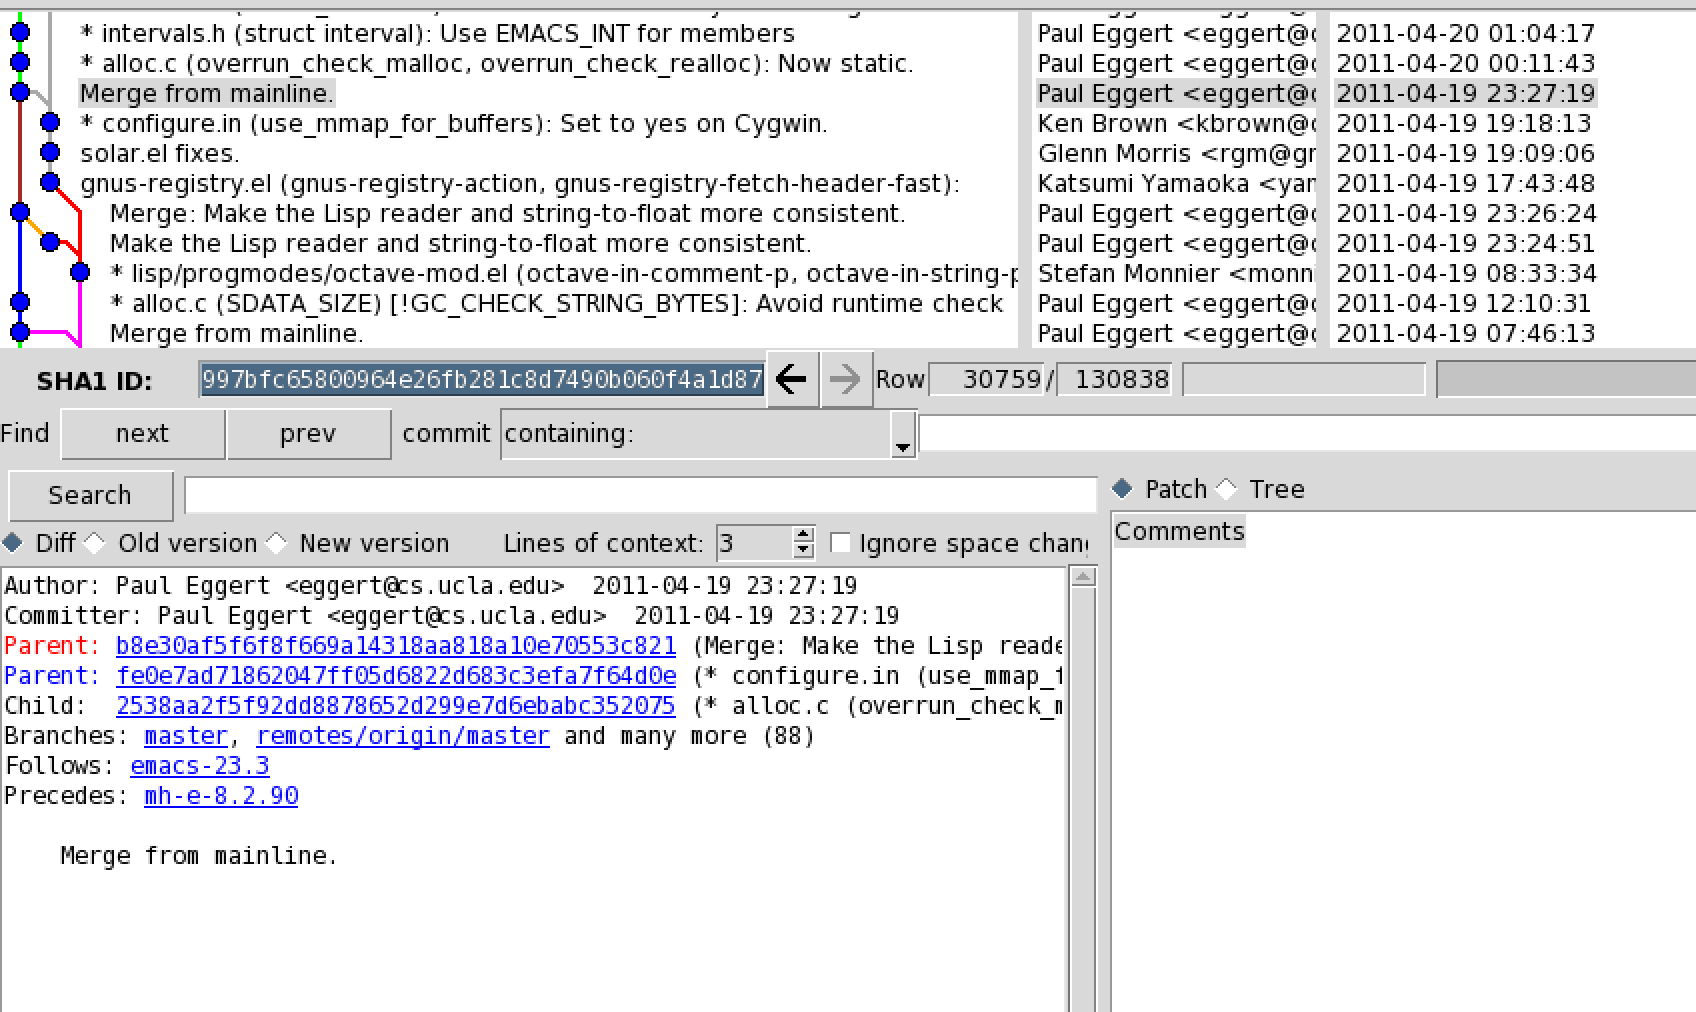 * intervals.h (struct interval): Use EMACS_INT for members Paul Eggert <eggert@c 2011-04-20 01:04:17
* alloc.c (overrun_check_malloc, overrun_check_realloc): Now static. Paul Eggert <eggert@c 2011-04-20 00:11:43
Merge from mainline. Paul Eggert <eggert@c 2011-04-19 23:27:19
* configure.in (use_mmap_for_buffers): Set to yes on Cygwin. Ken Brown <kbrown@c 2011-04-19 19:18:13
solar.el fixes. Glenn Morris <rgm@gr 2011-04-19 19:09:06
gnus-registry.el (gnus-registry-action, gnus-registry-fetch-header-fast): Katsumi Yamaoka <yam 2011-04-19 17:43:48
Merge: Make the Lisp reader and string-to-float more consistent. Paul Eggert <eggert@c 2011-04-19 23:26:24
Make the Lisp reader and string-to-float more consistent. Paul Eggert <eggert@c 2011-04-19 23:24:51
* lisp/progmodes/octave-mod.el (octave-in-comment-p, octave-in-string-p Stefan Monnier <monni 2011-04-19 08:33:34
* alloc.c (SDATA_SIZE) [!GC_CHECK_STRING_BYTES]: Avoid runtime check Paul Eggert <eggert@c 2011-04-19 12:10:31
Merge from mainline. Paul Eggert <eggert@c 2011-04-19 07:46:13
SHA1 ID: 997bfc65800964e26fb281c8d7490b060f4a1d87 Row 30759 / 130838
Find next prev commit containing:
Search
Patch Tree
Comments
Diff Old version New version Lines of context: 3 Ignore space chang
Author: Paul Eggert <eggert@cs.ucla.edu> 2011-04-19 23:27:19
Committer: Paul Eggert <eggert@cs.ucla.edu> 2011-04-19 23:27:19
Parent: b8e30af5f6f8f669a14318aa818a10e70553c821 (Merge: Make the Lisp reade
Parent: fe0e7ad71862047ff05d6822d683c3efa7f64d0e (* configure.in (use_mmap_f
Child: 2538aa2f5f92dd8878652d299e7d6ebabc352075 (* alloc.c (overrun_check_m
Branches: master, remotes/origin/master and many more (88)
Follows: emacs-23.3
Precedes: mh-e-8.2.90
Merge from mainline.